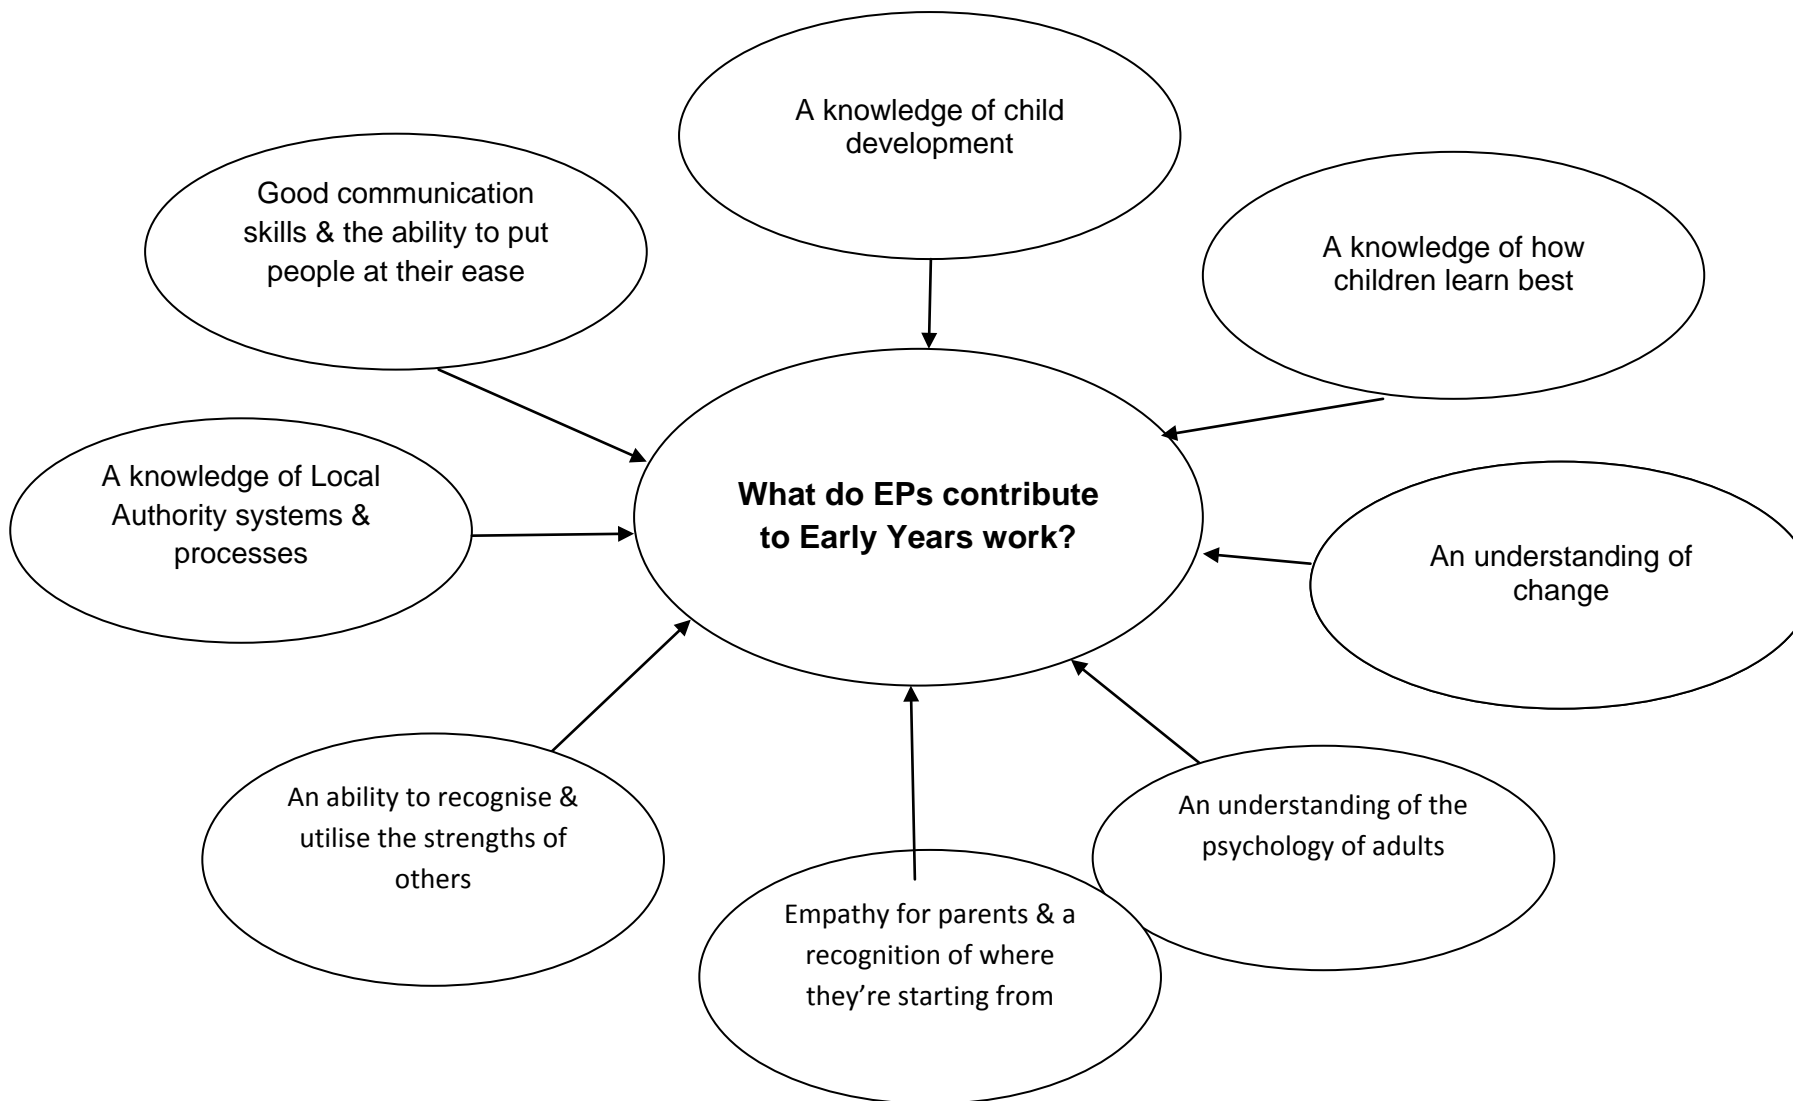 A knowledge of child
development
Good communication
skills & the ability to put
people at their ease
A knowledge of how
children learn best
A knowledge of Local
Authority systems &
processes
What do EPs contribute
to Early Years work?
An understanding of
change
An ability to recognise &
utilise the strengths of
others
An understanding of the
psychology of adults
Empathy for parents & a
recognition of where
they’re starting from